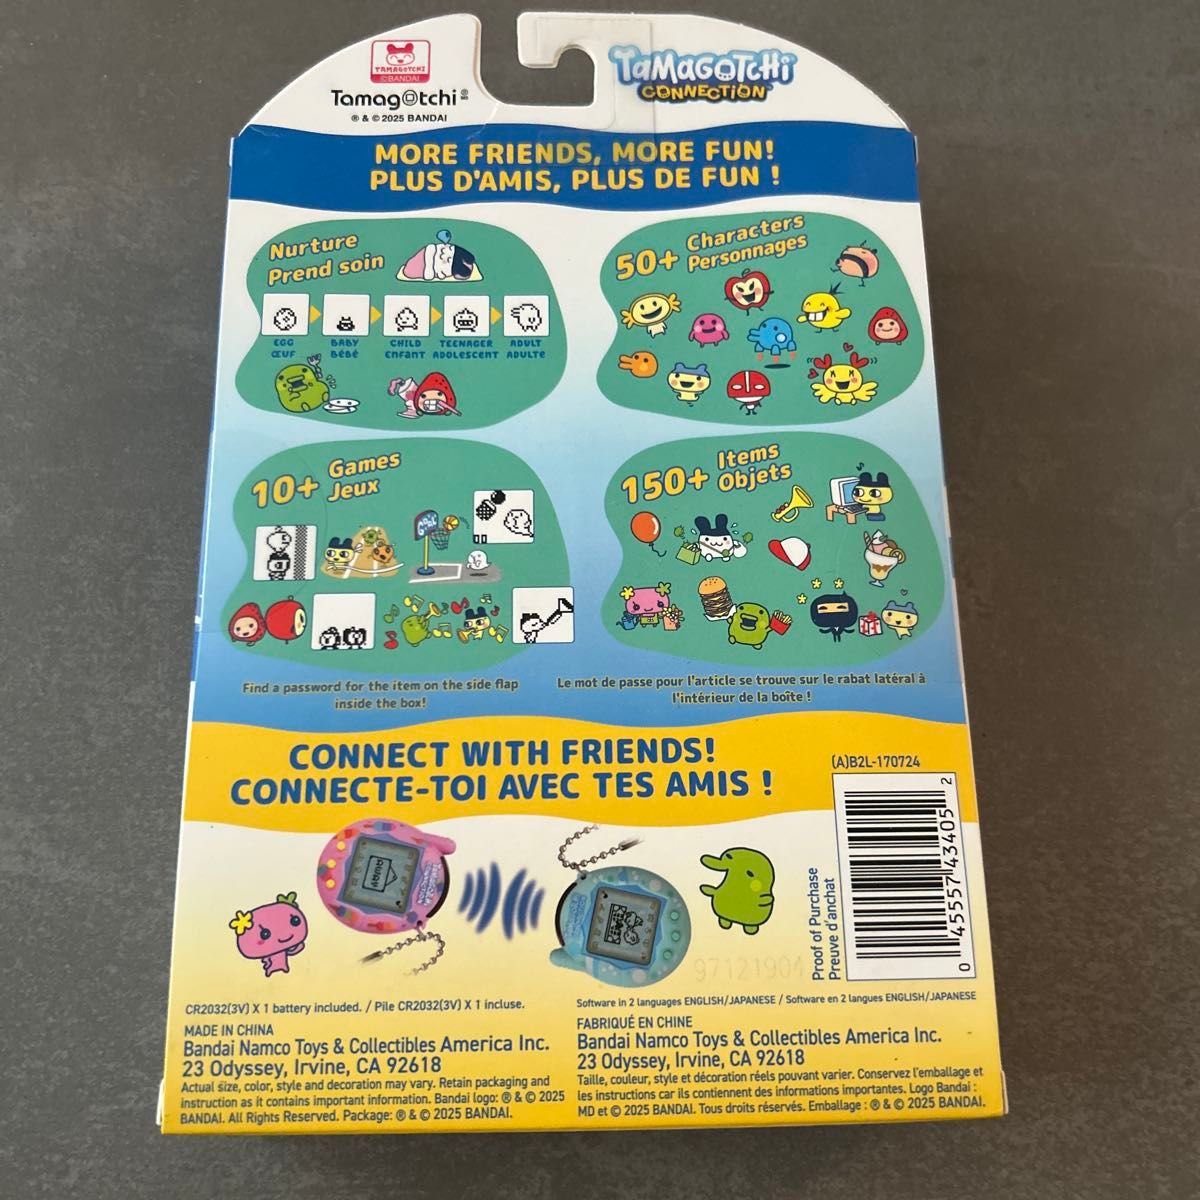 TAMAGOTCHI
©BANDAI
Tamagotchi
® & © 2025 BANDAI
TaMaGoTCHi
CONNECTION
MORE FRIENDS, MORE FUN!
PLUS D'AMIS, PLUS DE FUN !
Nurture
Prend soin
EGG
ŒUF
BABY
BÉBÉ
CHILD
ENFANT
TEENAGER
ADOLESCENT
ADULT
ADULTE
50+ Characters
Personnages
10+ Games
Jeux
GOAL
150+ Items
Objets
Find a password for the item on the side flap
inside the box!
Le mot de passe pour l'article se trouve sur le rabat latéral à
l'intérieur de la boîte !
CONNECT WITH FRIENDS!
CONNECTE-TOI AVEC TES AMIS !
(A)B2L-170724
Proof of Purchase
Preuve d'anchat
0 45557 43405 2
97121904
CR2032(3V) X 1 battery included. / Pile CR2032(3V) X 1 incluse.
MADE IN CHINA
Bandai Namco Toys & Collectibles America Inc.
23 Odyssey, Irvine, CA 92618
Actual size, color, style and decoration may vary. Retain packaging and
instruction as it contains important information. Bandai logo: ® & © 2025
BANDAI. All Rights Reserved. Package: ® & © 2025 BANDAI.
Software in 2 languages ENGLISH/JAPANESE / Software en 2 langues ENGLISH/JAPANESE
FABRIQUÉ EN CHINE
Bandai Namco Toys & Collectibles America Inc.
23 Odyssey, Irvine, CA 92618
Taille, couleur, style et décoration réels peuvant varier. Conservez l'emballage et
les instructions car ils contiennent des informations importantes. Logo Bandai :
MD et © 2025 BANDAI. Tous droits réservés. Emballage : ® & © 2025 BANDAI.